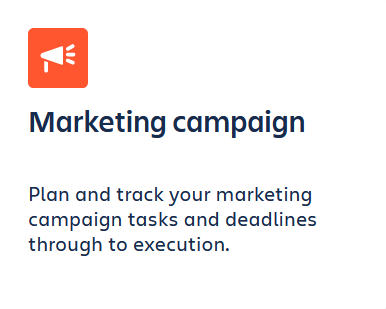 Marketing campaign
Plan and track your marketing
campaign tasks and deadlines
through to execution.